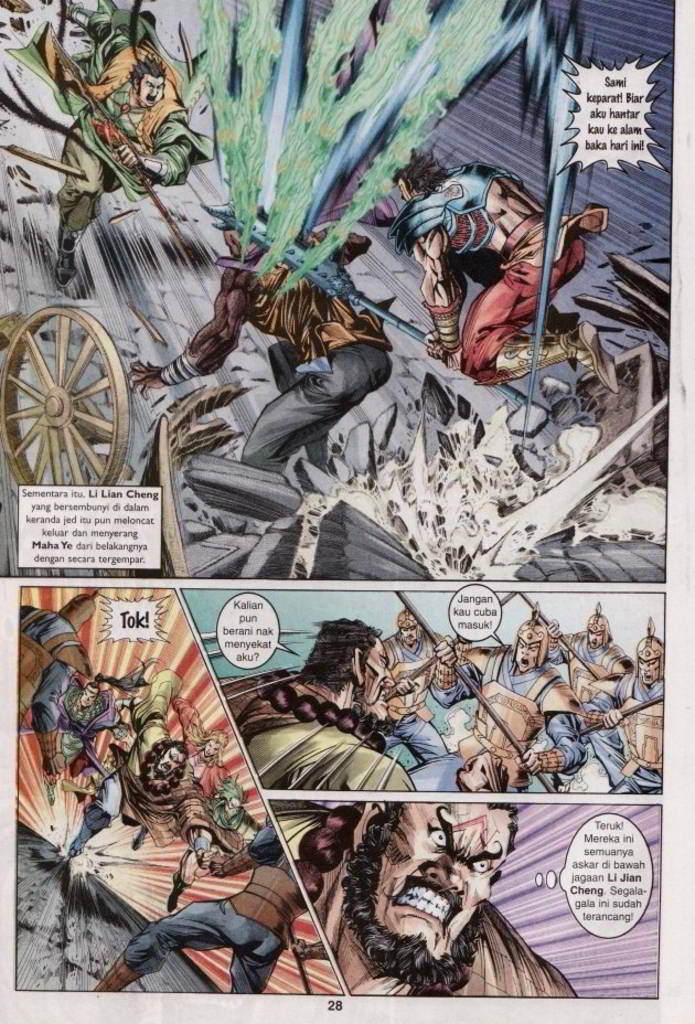 Sami
keparat! Biar
aku hantar
kau ke alam
baka hari ini!
Sementara itu, Li Lian Cheng
yang bersembunyi di dalam
keranda jed itu pun meloncat
keluar dan menyerang
Maha Ye dari belakangnya
dengan secara tergempar.
Tok!
Kalian
pun
berani nak
menyekat
aku?
Jangan
kau cuba
masuk!
Teruk!
Mereka ini
semuanya
askar di bawah
jagaan Li Jian
Cheng. Segala-
gala ini sudah
terancang!
28